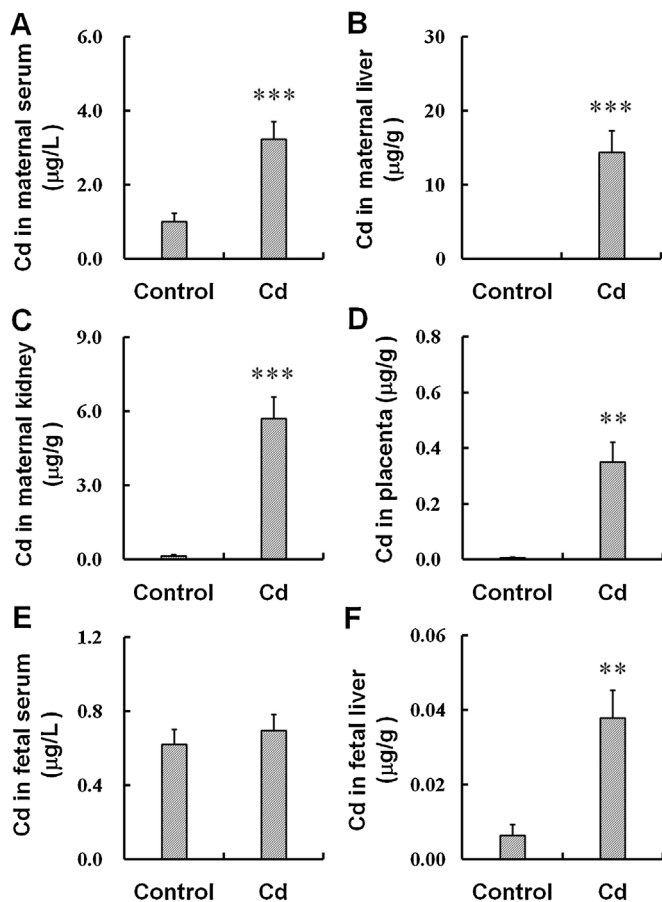 A
Cd in maternal serum
(μg/L)
6.0
4.0
2.0
0.0
***
Control
Cd
B
Cd in maternal liver
(μg/g)
30
20
10
0
***
Control
Cd
C
Cd in maternal kidney
(μg/g)
9.0
6.0
3.0
0.0
***
Control
Cd
D
Cd in placenta (μg/g)
0.8
0.6
0.4
0.2
0.0
**
Control
Cd
E
Cd in fetal serum
(μg/L)
1.2
0.8
0.4
0.0
Control
Cd
F
Cd in fetal liver
(μg/g)
0.06
0.04
0.02
0.00
**
Control
Cd